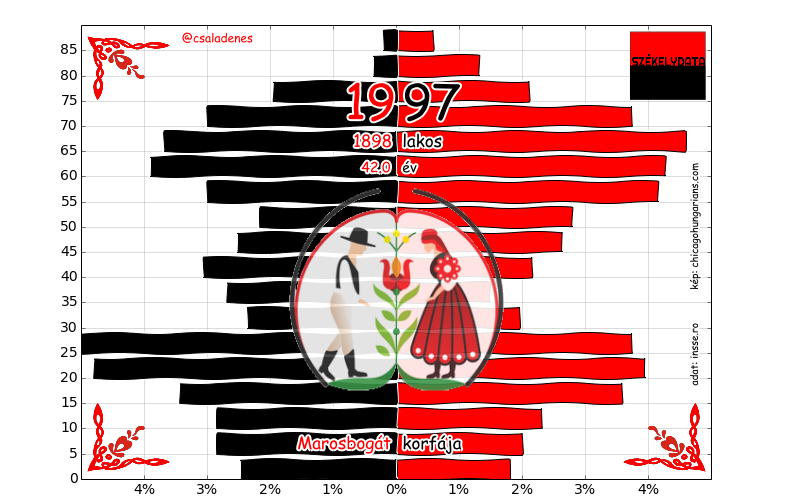 @csaladenes
SZÉKELYDATA
1997
1898 lakos
42,0 év
kép: chicagohungarians.com
adat: insse.ro
Marosbogát korfája
85
80
75
70
65
60
55
50
45
40
35
30
25
20
15
10
5
0
4% 3% 2% 1% 0% 1% 2% 3% 4%